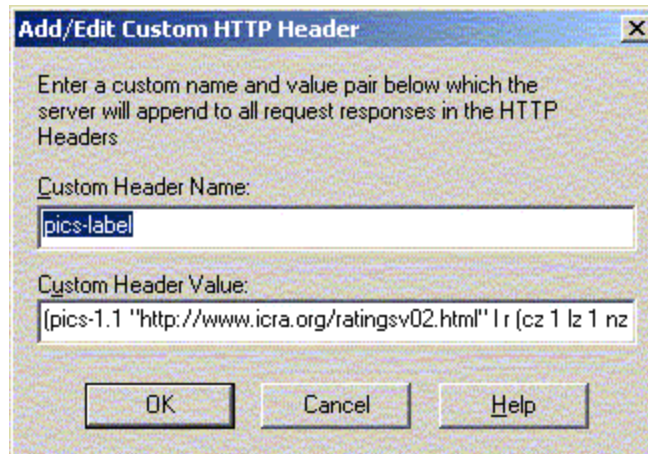 Add/Edit Custom HTTP Header
Enter a custom name and value pair below which the
server will append to all request responses in the HTTP
Headers
Custom Header Name:
pics-label
Custom Header Value:
(pics-1.1 "http://www.icra.org/ratingsv02.html" l r (cz 1 lz 1 nz
OK
Cancel
Help